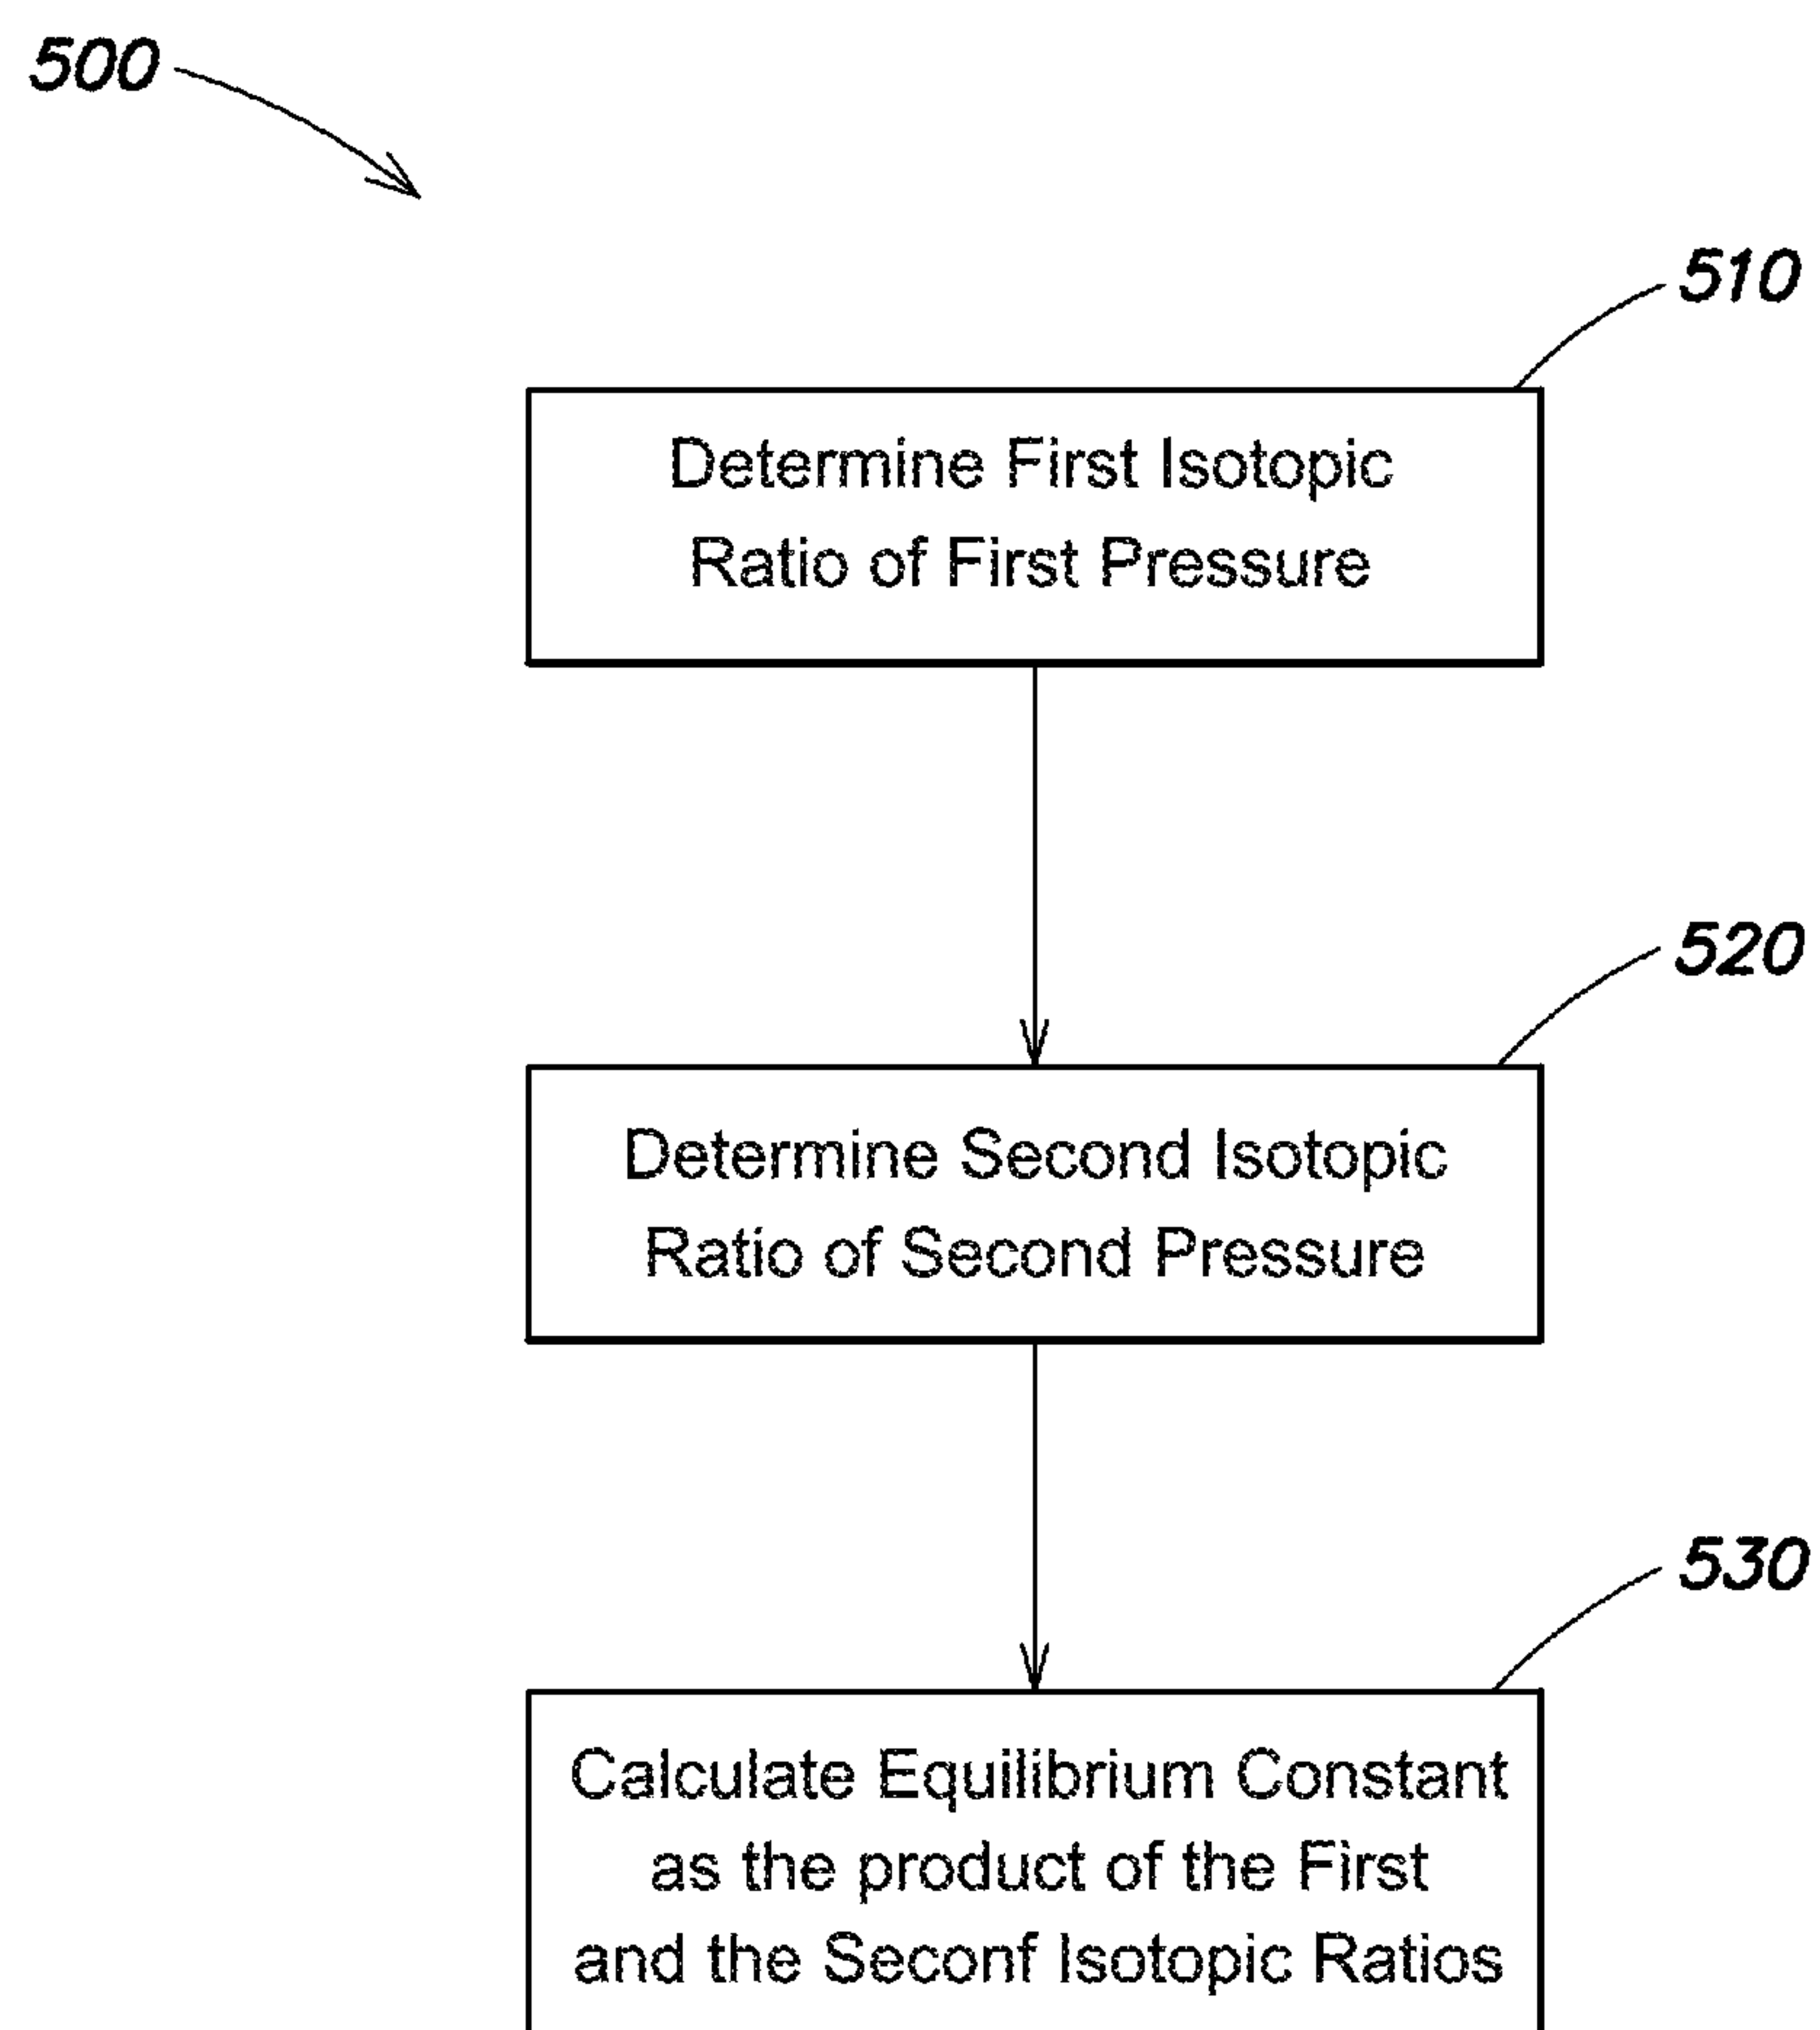 500
510
Determine First Isotopic
Ratio of First Pressure
520
Determine Second Isotopic
Ratio of Second Pressure
530
Calculate Equilibrium Constant
as the product of the First
and the Seconf Isotopic Ratios